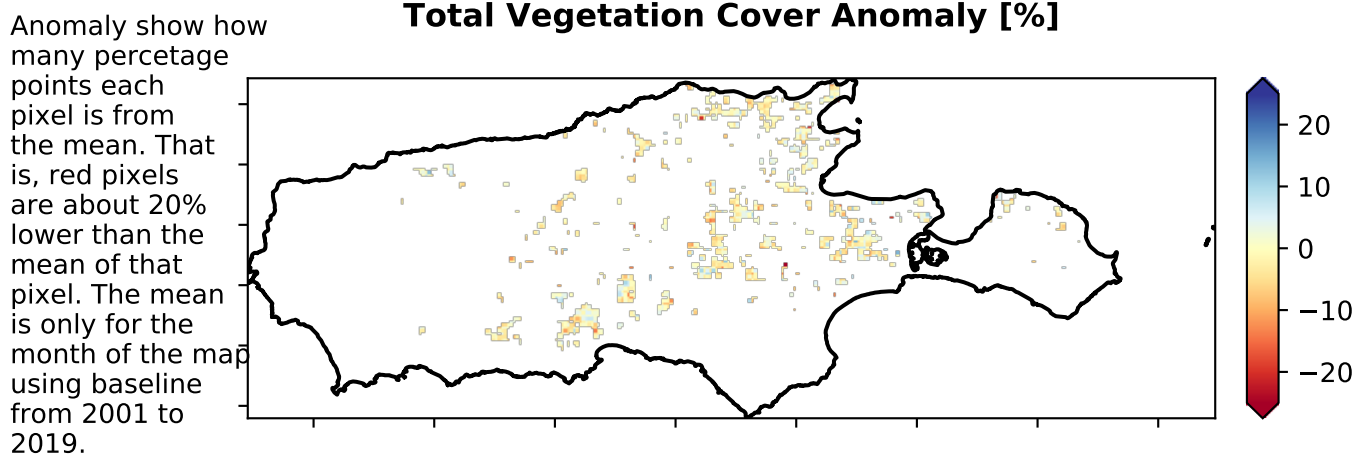 Total Vegetation Cover Anomaly [%]
Anomaly show how
many percetage
points each
pixel is from
the mean. That
is, red pixels
are about 20%
lower than the
mean of that
pixel. The mean
is only for the
month of the map
using baseline
from 2001 to
2019.
20
10
0
−10
−20